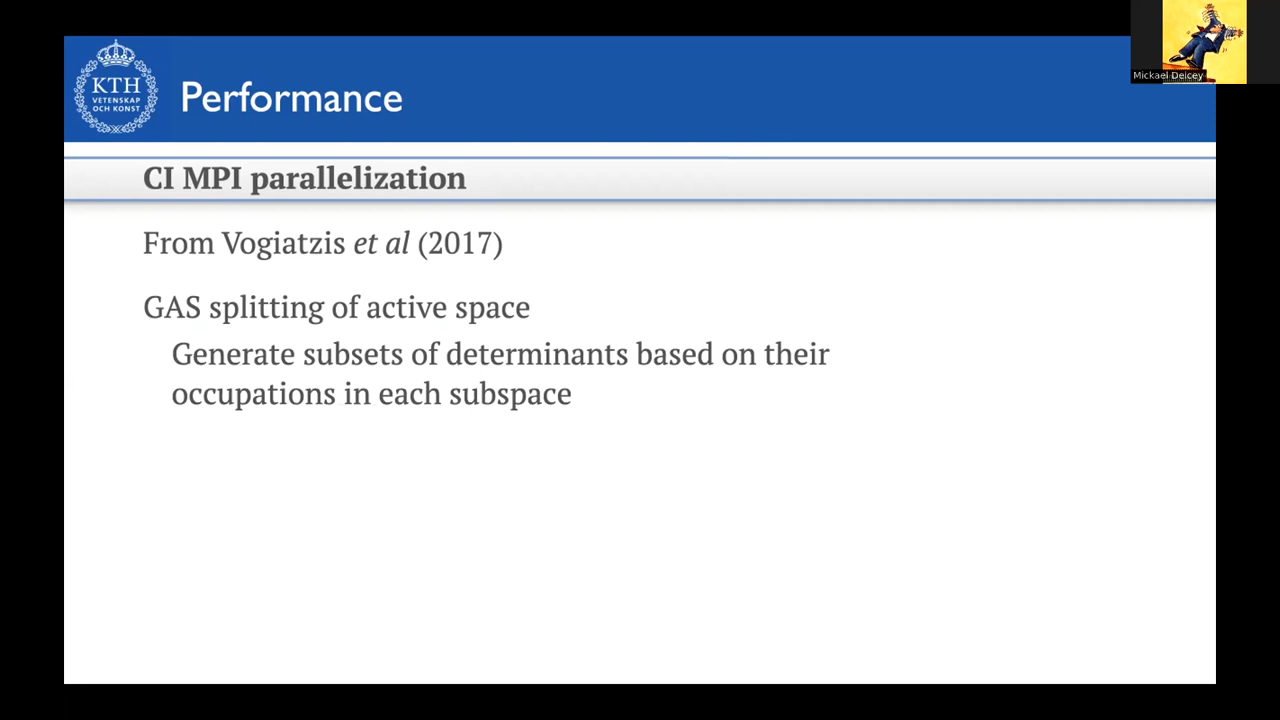 Mickael Delcey
KTH
VETENSKAP
OCH KONST
Performance
CI MPI parallelization
From Vogiatzis et al (2017)
GAS splitting of active space
Generate subsets of determinants based on their
occupations in each subspace